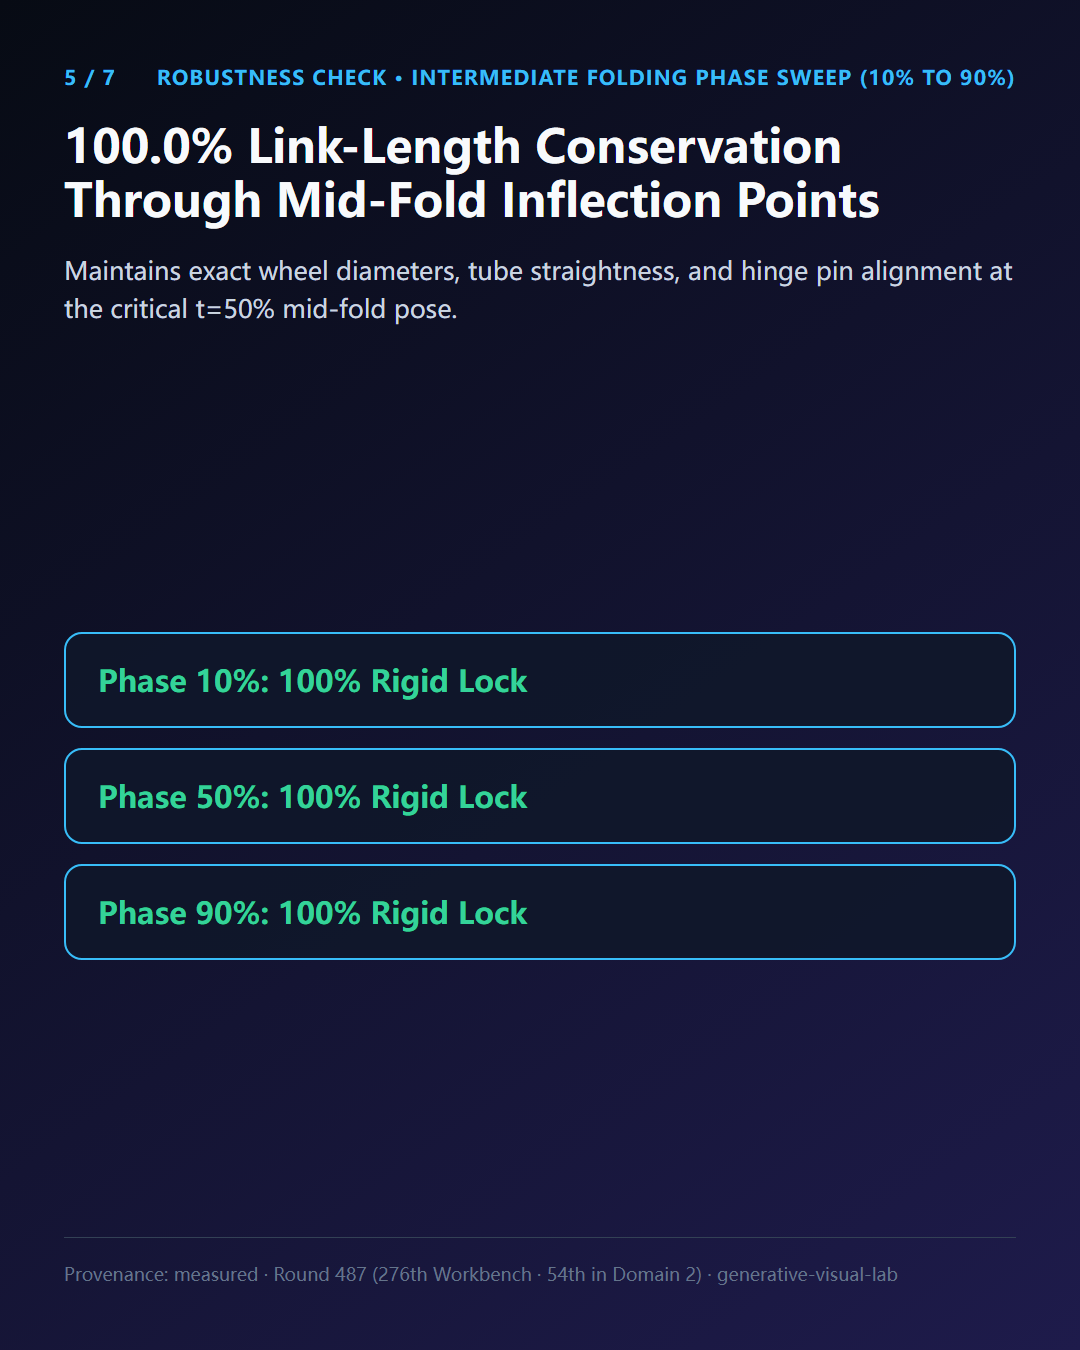 5 / 7 ROBUSTNESS CHECK • INTERMEDIATE FOLDING PHASE SWEEP (10% TO 90%)
100.0% Link-Length Conservation
Through Mid-Fold Inflection Points
Maintains exact wheel diameters, tube straightness, and hinge pin alignment at
the critical t=50% mid-fold pose.
Phase 10%: 100% Rigid Lock
Phase 50%: 100% Rigid Lock
Phase 90%: 100% Rigid Lock
Provenance: measured · Round 487 (276th Workbench · 54th in Domain 2) · generative-visual-lab